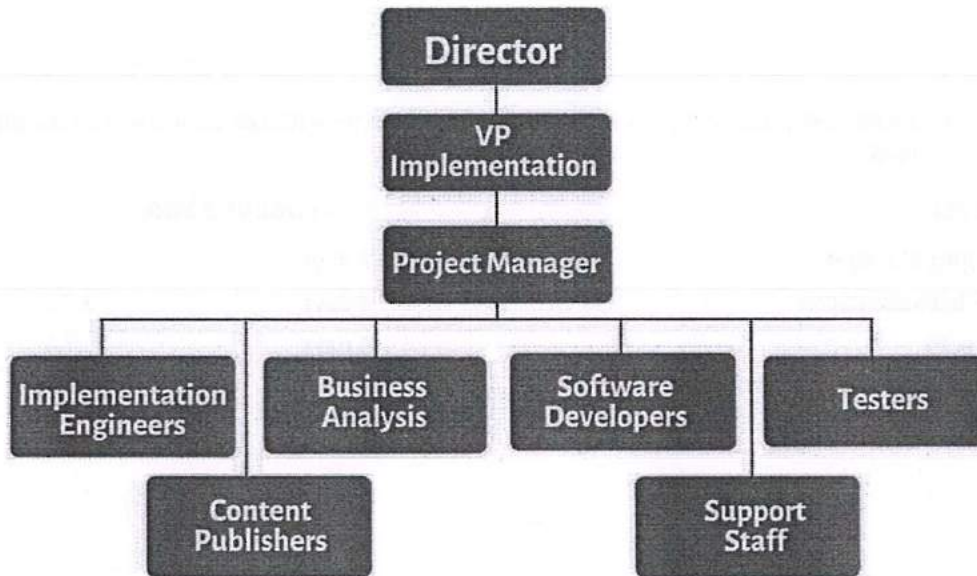 Director
VP
Implementation
Project Manager
Implementation
Engineers
Business
Analysis
Software
Developers
Testers
Content
Publishers
Support
Staff